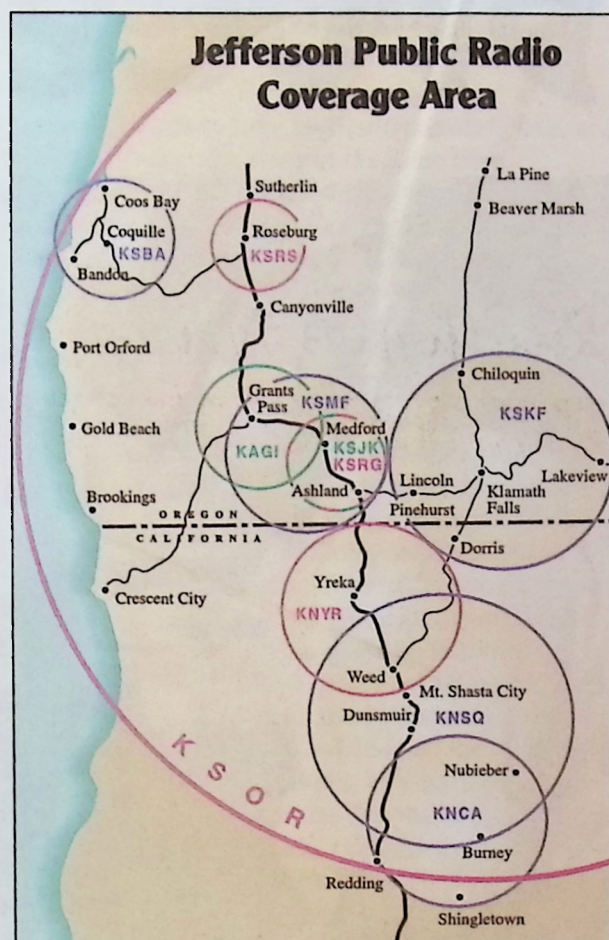 Jefferson Public Radio
Coverage Area
La Pine
Sutherlin
Coos Bay
Beaver Marsh
Coquille
Roseburg
KSBA
KSRS
Bandon
Canyonville
Port Orford
Chiloquin
Grants
Pass
KSMF
KSKF
Gold Beach
Medford
KAGI
KSJK
KSRG
Lakeview
Lincoln
Klamath
Falls
Ashland
Brookings
Pinehurst
OREGON
CALIFORNIA
Dorris
Yreka
Crescent City
KNYR
Weed
Mt. Shasta City
Dunsmuir
KNSQ
KSOR
Nubieber
KNCA
Burney
Redding
Shingletown